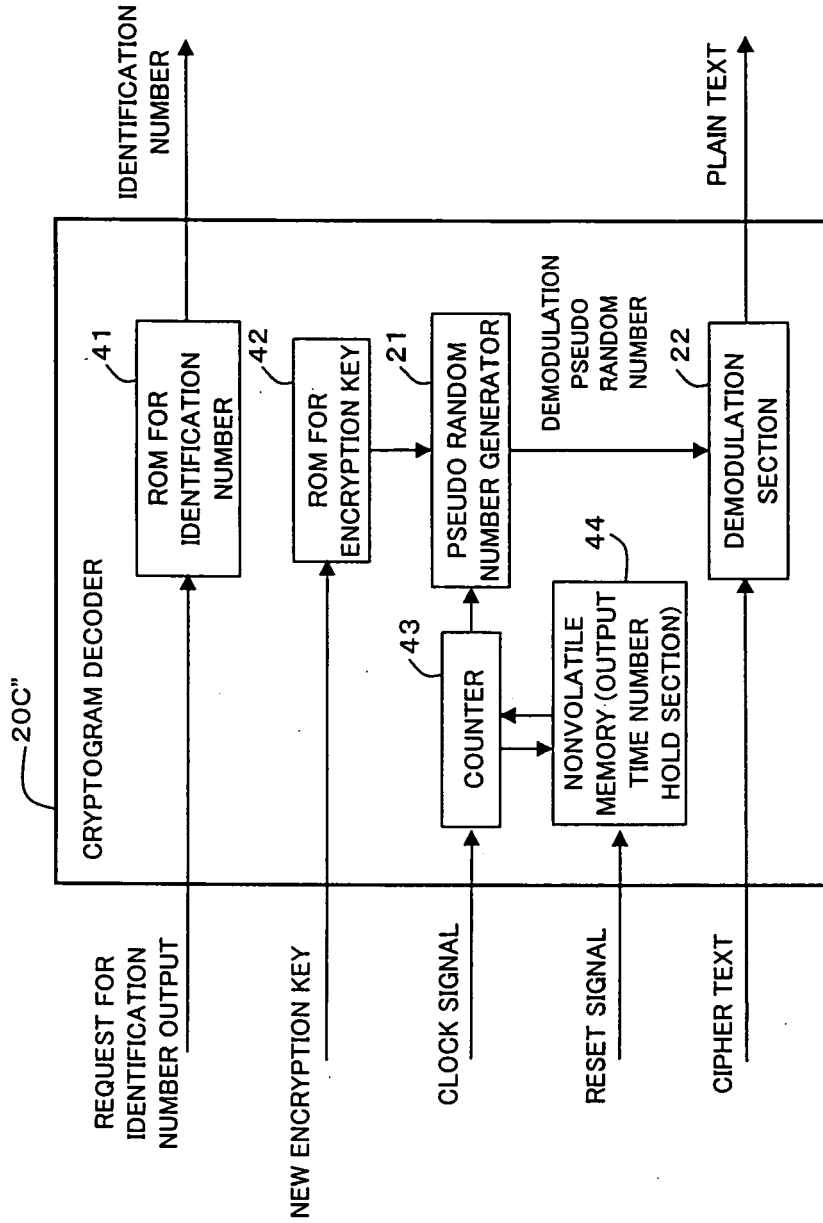 20C"
CRYPTOGRAM DECODER
REQUEST FOR
IDENTIFICATION
NUMBER OUTPUT
41
ROM FOR
IDENTIFICATION
NUMBER
IDENTIFICATION
NUMBER
NEW ENCRYPTION KEY
42
ROM FOR
ENCRYPTION KEY
CLOCK SIGNAL
43
COUNTER
21
PSEUDO RANDOM
NUMBER GENERATOR
RESET SIGNAL
44
NONVOLATILE
MEMORY (OUTPUT
TIME NUMBER
HOLD SECTION)
DEMODULATION
PSEUDO
RANDOM
NUMBER
CIPHER TEXT
22
DEMODULATION
SECTION
PLAIN TEXT